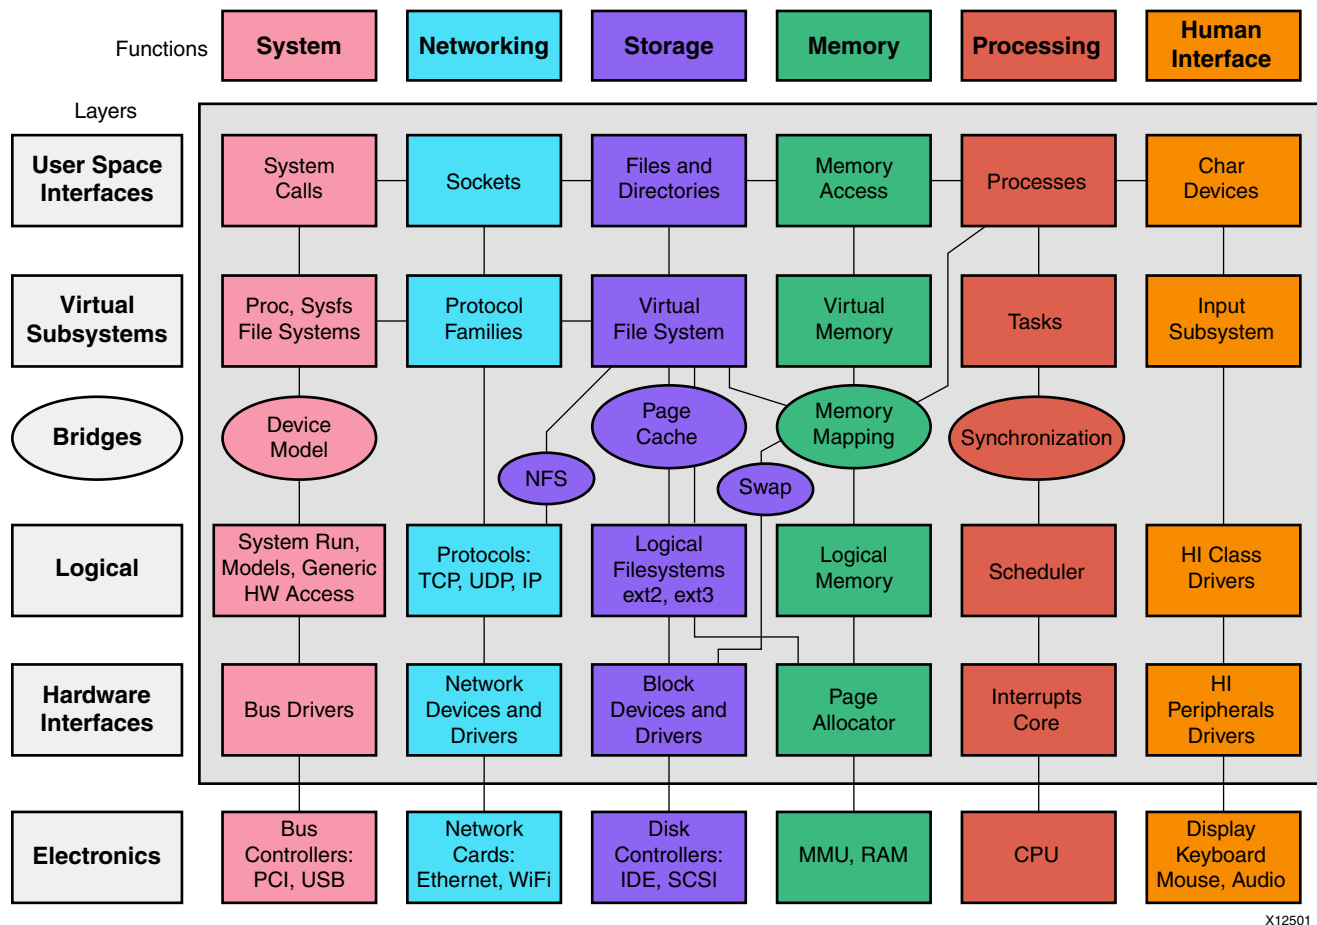 Functions
System
Networking
Storage
Memory
Processing
Human
Interface
Layers
User Space
Interfaces
System
Calls
Sockets
Files and
Directories
Memory
Access
Processes
Char
Devices
Virtual
Subsystems
Proc, Sysfs
File Systems
Protocol
Families
Virtual
File System
Virtual
Memory
Tasks
Input
Subsystem
Bridges
Device
Model
NFS
Page
Cache
Swap
Memory
Mapping
Synchronization
Logical
System Run,
Models, Generic
HW Access
Protocols:
TCP, UDP, IP
Logical
Filesystems
ext2, ext3
Logical
Memory
Scheduler
HI Class
Drivers
Hardware
Interfaces
Bus Drivers
Network
Devices and
Drivers
Block
Devices and
Drivers
Page
Allocator
Interrupts
Core
HI
Peripherals
Drivers
Electronics
Bus
Controllers:
PCI, USB
Network
Cards:
Ethernet, WiFi
Disk
Controllers:
IDE, SCSI
MMU, RAM
CPU
Display
Keyboard
Mouse, Audio
X12501